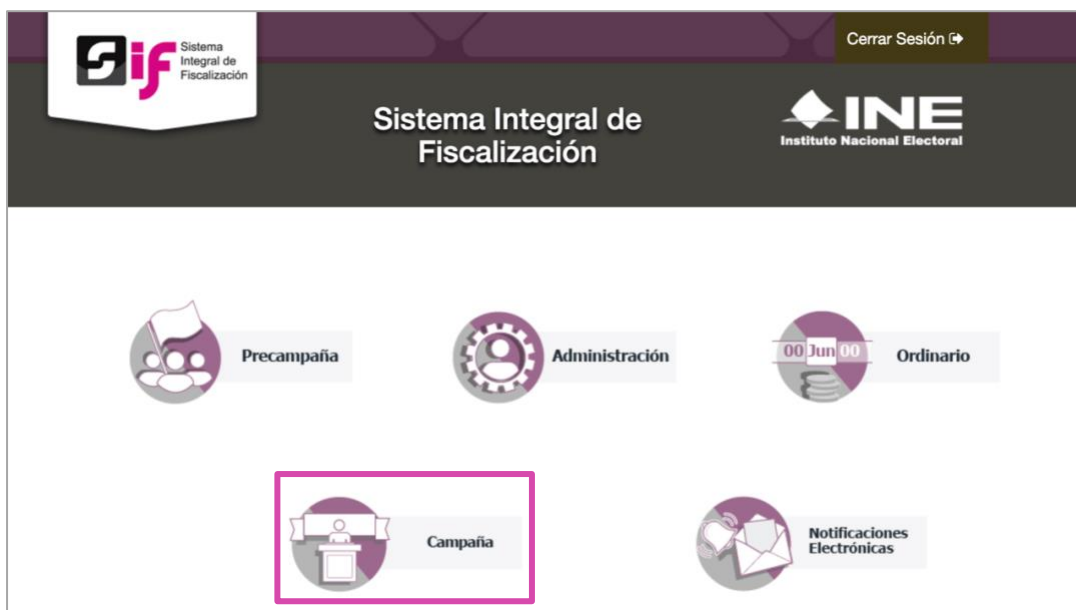 Sif
Sistema
Integral de
Fiscalización
Cerrar Sesión
Sistema Integral de
Fiscalización
INE
Instituto Nacional Electoral
Precampaña
Administración
00 Jun 00
Ordinario
Campaña
Notificaciones
Electrónicas